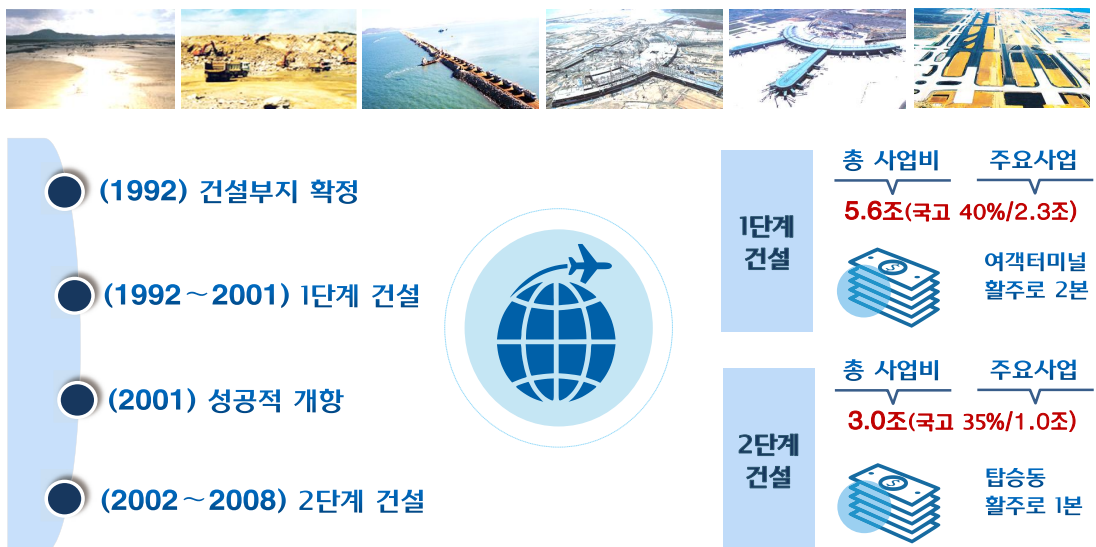 (1992) 건설부지 확정
(1992～2001) 1단계 건설
(2001) 성공적 개항
(2002～2008) 2단계 건설
1단계
건설
총 사업비
주요사업
5.6조(국고 40%/2.3조)
$
여객터미널
활주로 2본
2단계
건설
총 사업비
주요사업
3.0조(국고 35%/1.0조)
$
탑승동
활주로 1본